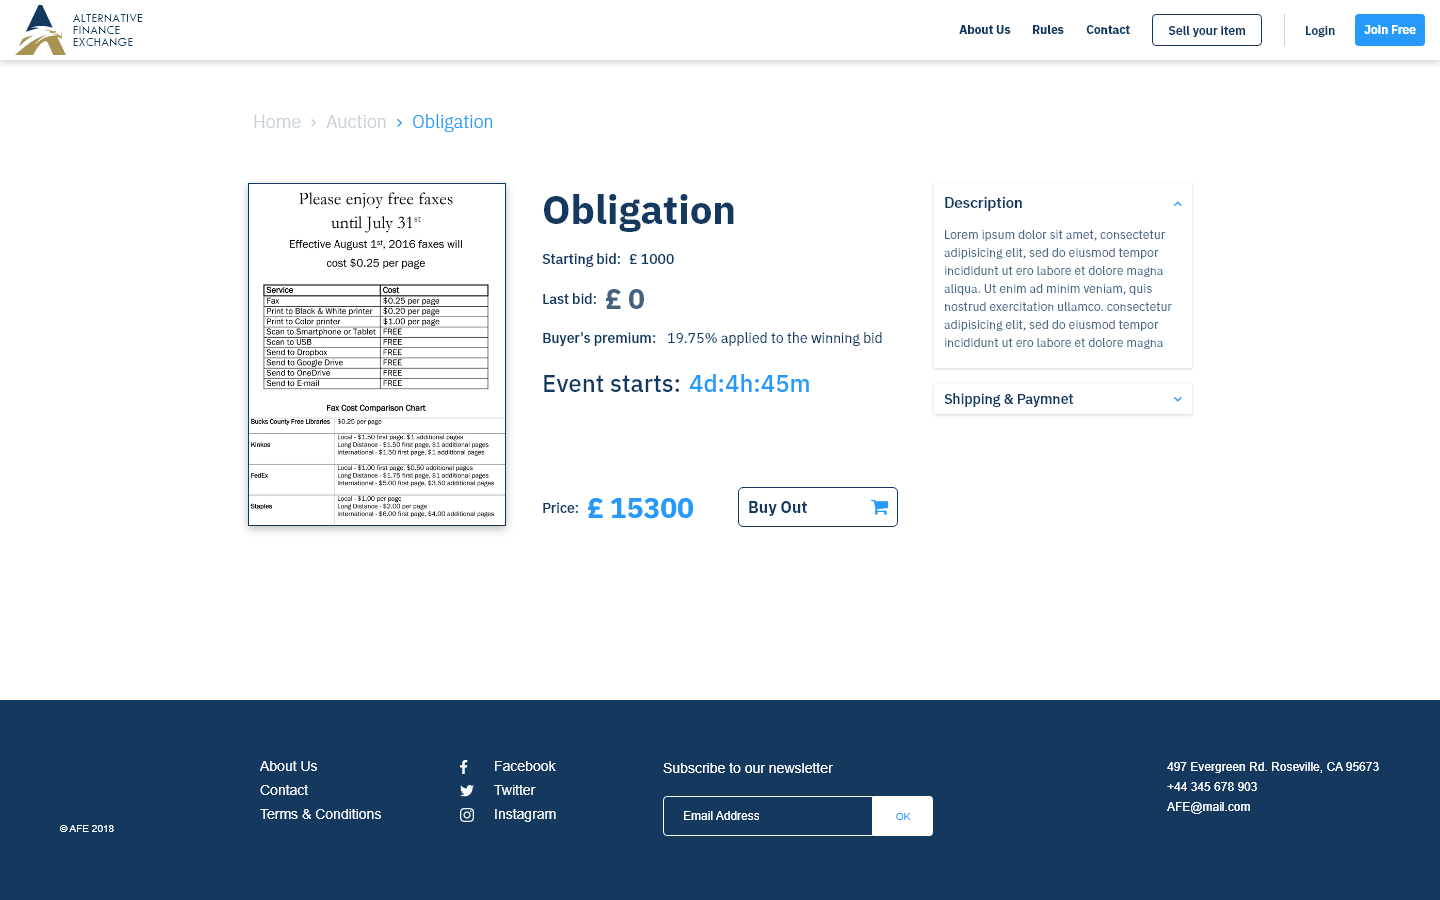 ALTERNATIVE
FINANCE
EXCHANGE
About Us Rules Contact Sell your item Login Join Free
Home › Auction › Obligation
Please enjoy free faxes
until July 31st
Effective August 1st, 2016 faxes will
cost $0.25 per page
Service Cost
Fax $0.25 per page
Print to Black & White printer $0.20 per page
Print to Color printer $1.00 per page
Scan to Smartphone or Tablet FREE
Scan to USB FREE
Send to Dropbox FREE
Send to Google Drive FREE
Send to OneDrive FREE
Send to E-mail FREE
Fax Cost Comparison Chart
Bucks County Free Libraries $0.25 per page
Kinkos
Local - $1.50 first page, $1 additional pages
Long Distance - $1.50 first page, $1 additional pages
International - $1.50 first page, $1 additional pages
FedEx
Local - $1.00 first page, $0.50 additional pages
Long Distance - $1.75 first page, $1 additional pages
International - $5.00 first page, $3.50 additional pages
Staples
Local - $1.00 per page
Long Distance - $2.00 per page
International - $6.00 first page, $4.00 additional pages
Obligation
Starting bid: £ 1000
Last bid: £ 0
Buyer's premium: 19.75% applied to the winning bid
Event starts: 4d:4h:45m
Price: £ 15300
Buy Out
Description
Lorem ipsum dolor sit amet, consectetur
adipisicing elit, sed do eiusmod tempor
incididunt ut ero labore et dolore magna
aliqua. Ut enim ad minim veniam, quis
nostrud exercitation ullamco. consectetur
adipisicing elit, sed do eiusmod tempor
incididunt ut ero labore et dolore magna
Shipping & Paymnet
© AFE 2018
About Us
Contact
Terms & Conditions
Facebook
Twitter
Instagram
Subscribe to our newsletter
Email Address OK
497 Evergreen Rd. Roseville, CA 95673
+44 345 678 903
AFE@mail.com